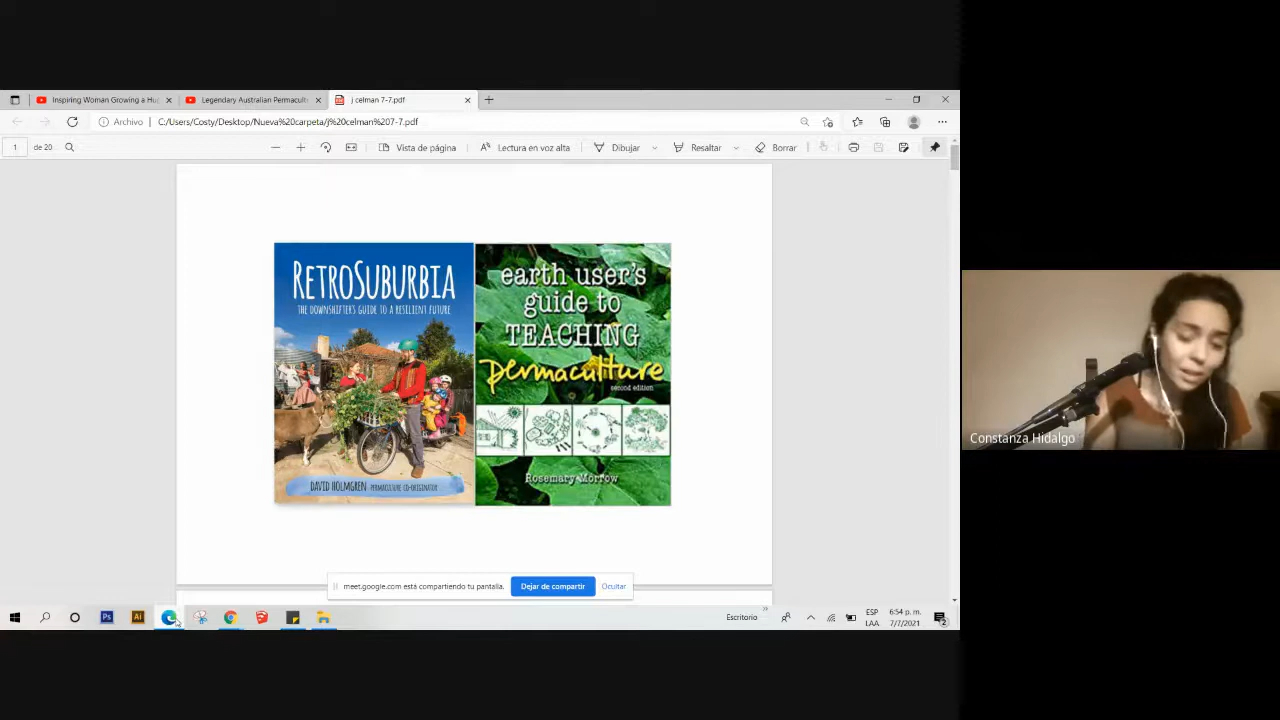 Inspiring Woman Growing a Hug
Legendary Australian Permacult
j celman 7-7.pdf
Archivo
C:/Users/Costy/Desktop/Nueva%20carpeta/j%20celman%207-7.pdf
1 de 20
Vista de página
Lectura en voz alta
Dibujar
Resaltar
Borrar
RETROSUBURBIA
THE DOWNSHIFTER'S GUIDE TO A RESILIENT FUTURE
DAVID HOLMGREN PERMACULTURE CO-ORIGINATOR
earth user's
guide to
TEACHING
permaculture
second edition
Rosemary Morrow
Constanza Hidalgo
meet.google.com está compartiendo tu pantalla.
Dejar de compartir
Ocultar
Ps
Ai
Escritorio
ESP
LAA
6:54 p. m.
7/7/2021
2